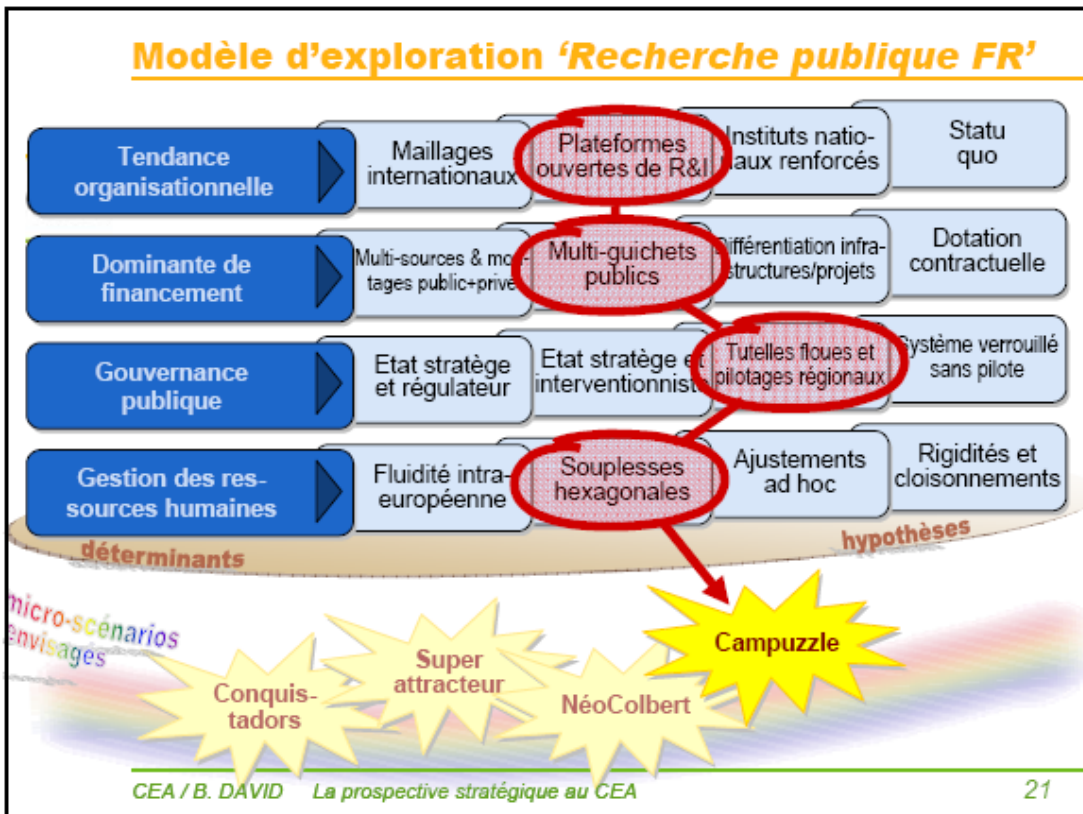 Modèle d'exploration 'Recherche publique FR'
Tendance
organisationnelle
Maillages
internationaux
Plateformes
ouvertes de R&I
Instituts natio-
naux renforcés
Statu
quo
Dominante de
financement
Multi-sources & mon-
tages public+privé
Multi-guichets
publics
Différentiation infra-
structures/projets
Dotation
contractuelle
Gouvernance
publique
Etat stratège
et régulateur
Etat stratège et
interventionniste
Tutelles floues et
pilotages régionaux
Système verrouillé
sans pilote
Gestion des res-
sources humaines
Fluidité intra-
européenne
Souplesses
hexagonales
Ajustements
ad hoc
Rigidités et
cloisonnements
déterminants
hypothèses
micro-scénarios
envisagés
Conquis-
tadors
Super
attracteur
NéoColbert
Campuzzle
CEA / B. DAVID La prospective stratégique au CEA
21